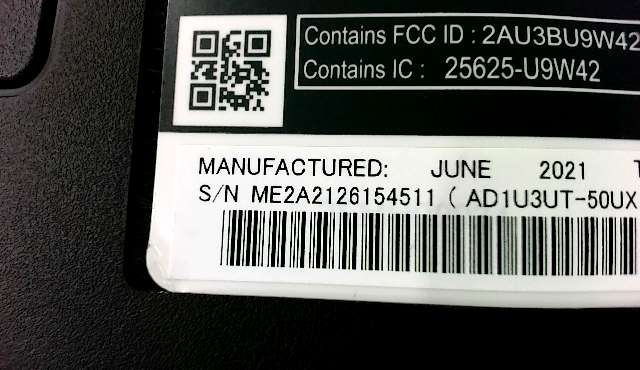 Contains FCC ID : 2AU3BU9W42
Contains IC : 25625-U9W42
MANUFACTURED: JUNE 2021 T
S/N ME2A2126154511 ( AD1U3UT-50UX